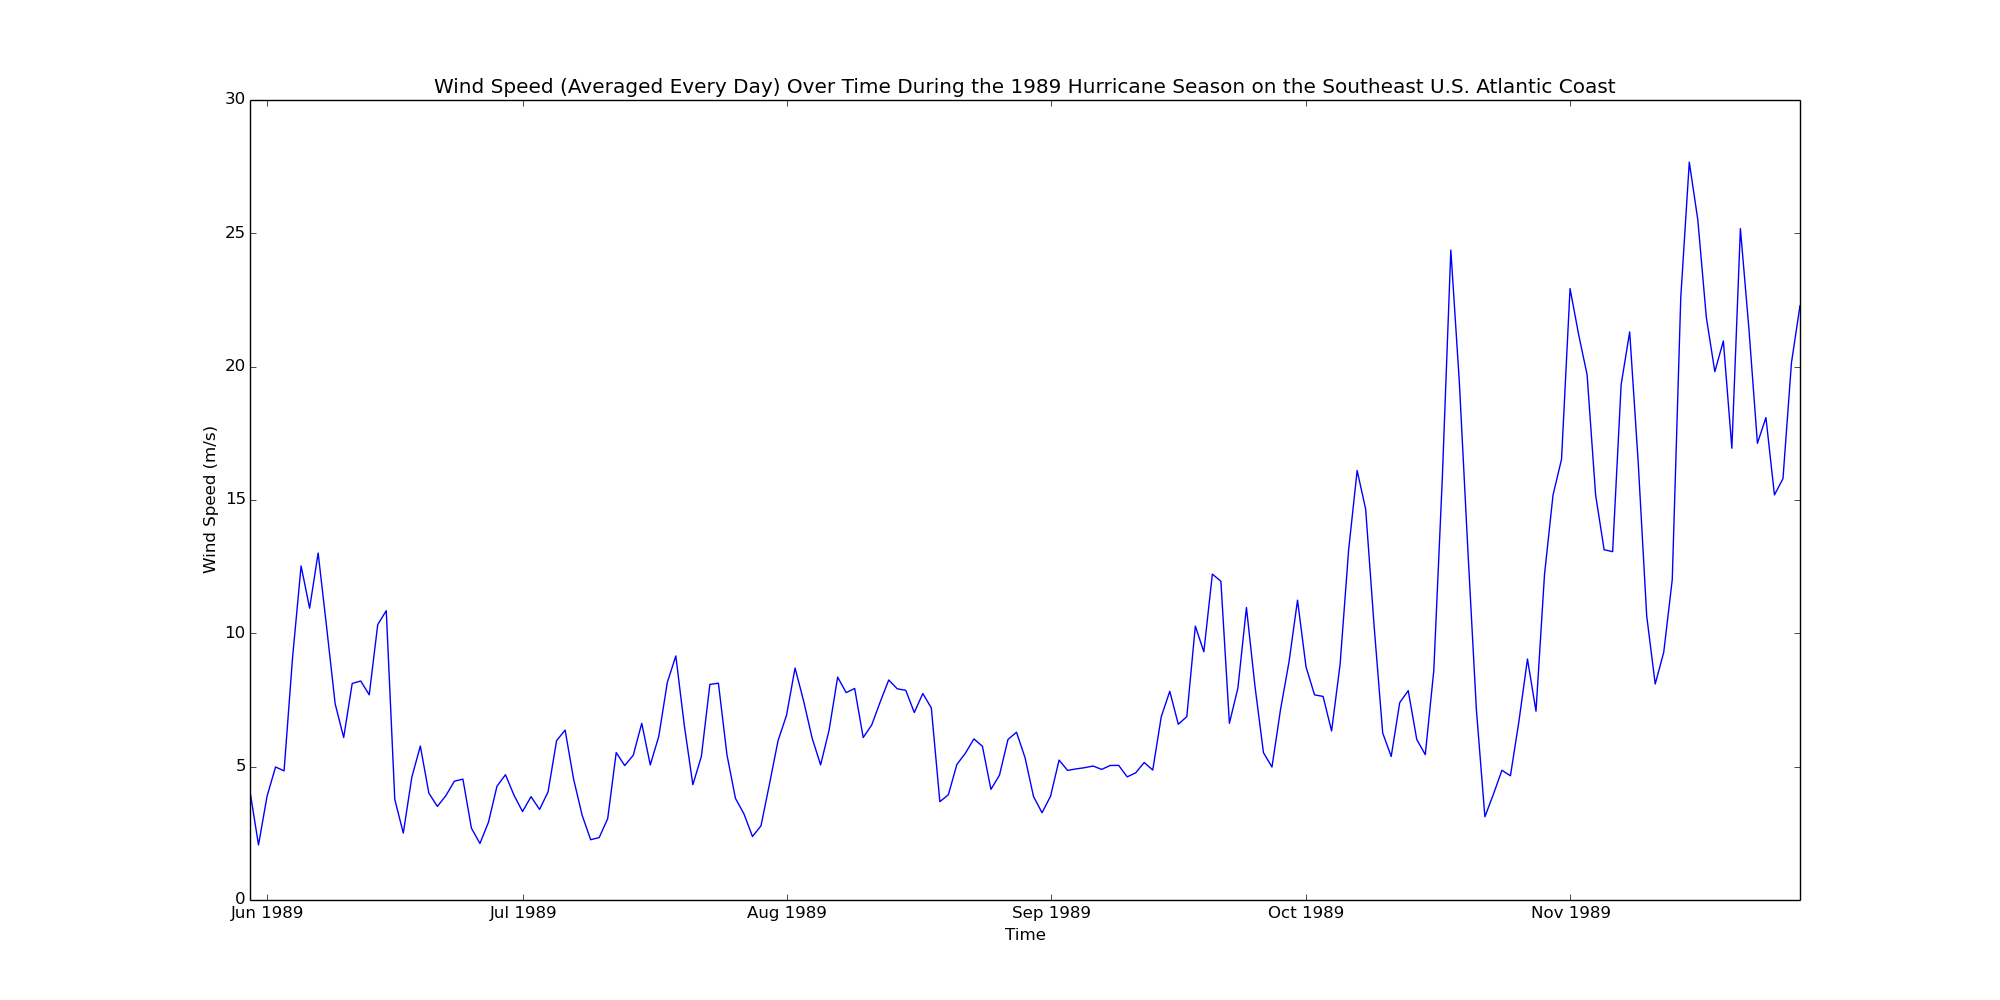 Wind Speed (Averaged Every Day) Over Time During the 1989 Hurricane Season on the Southeast U.S. Atlantic Coast
30
25
20
15
10
5
0
Wind Speed (m/s)
Jun 1989 Jul 1989 Aug 1989 Sep 1989 Oct 1989 Nov 1989
Time